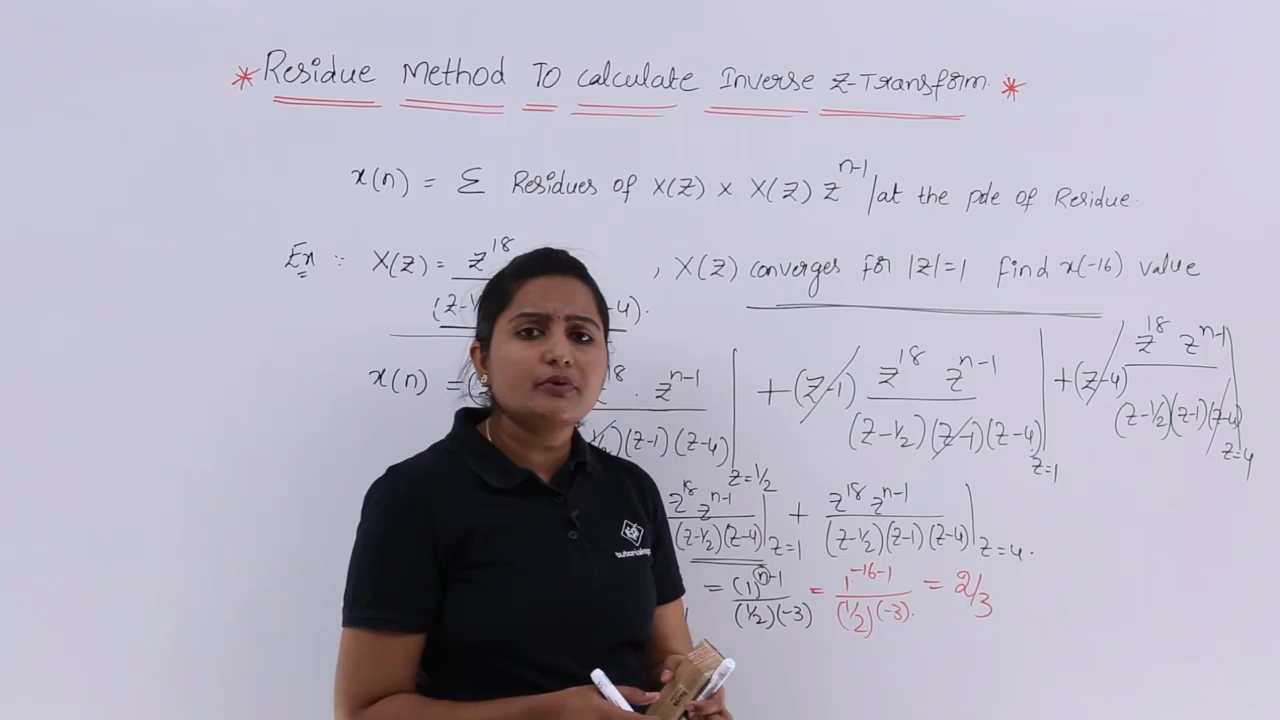 * Residue Method To calculate Inverse Z-Transform *
x(n) = Σ Residues of X(Z) × X(Z) Z^(n-1) / at the pole of Residue.
Ex : X(Z) = Z^18 , X(Z) converges for |Z|=1 find x(-16) value
(Z-1/ -4).
x(n) = (Z ^18 . Z^(n-1) / (Z-1)(Z-4) | Z=1/2 + (Z-1) Z^18 Z^(n-1) / (Z-1/2)(Z-1)(Z-4) | Z=1 + (Z-4) Z^18 Z^(n-1) / (Z-1/2)(Z-1)(Z-4) | Z=4
Z^18 Z^(n-1) / (Z-1/2)(Z-4) | Z=1 + Z^18 Z^(n-1) / (Z-1/2)(Z-1)(Z-4) | Z=4.
= (1)^(n-1) / (1/2)(-3) = 1^(-16-1) / (1/2)(-3). = 2/3